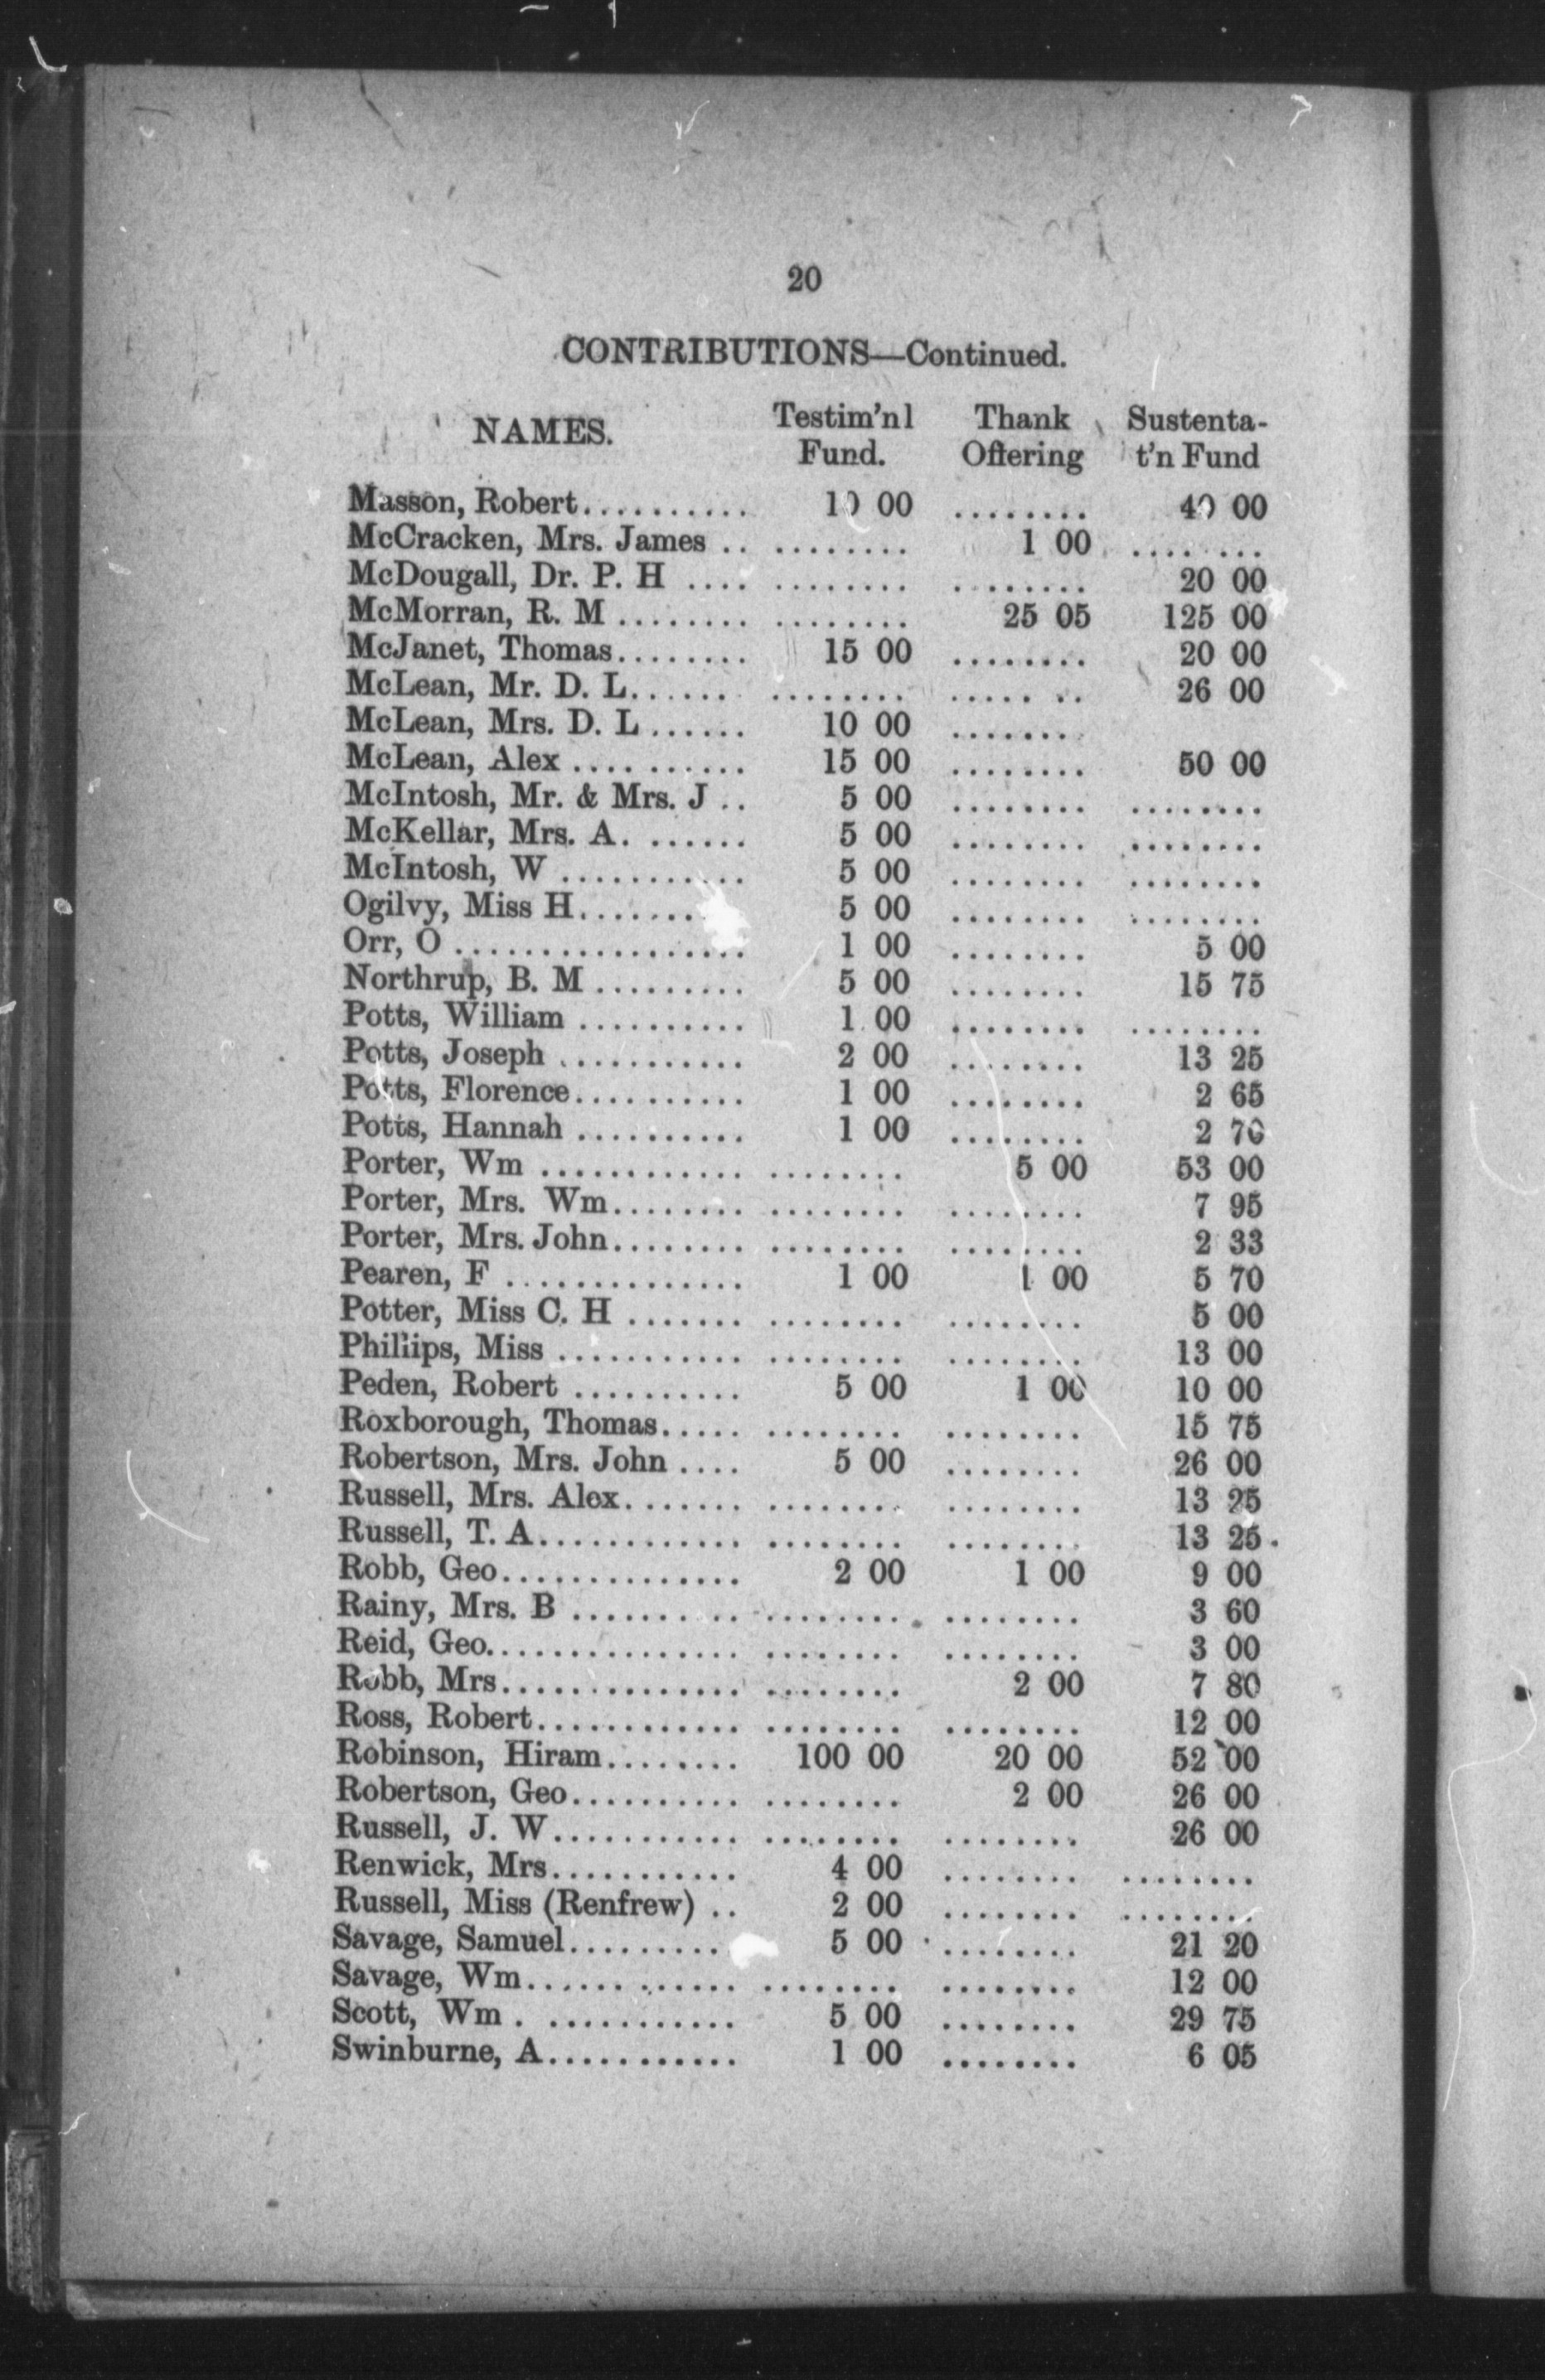 20
CONTRIBUTIONS—Continued.
NAMES. Testim'nl Fund. Thank Offering Sustenta-t'n Fund
Masson, Robert........... 10 00 ........ 40 00
McCracken, Mrs. James .. ........ 1 00 ........
McDougall, Dr. P. H .... ........ ........ 20 00
McMorran, R. M ........ ........ 25 05 125 00
McJanet, Thomas........ 15 00 ........ 20 00
McLean, Mr. D. L....... ........ ........ 26 00
McLean, Mrs. D. L ...... 10 00 ........
McLean, Alex ........... 15 00 ........ 50 00
McIntosh, Mr. & Mrs. J .. 5 00 ........ ........
McKellar, Mrs. A. ...... 5 00 ........ ........
McIntosh, W ........... 5 00 ........ ........
Ogilvy, Miss H....... 5 00 ........ ........
Orr, O ................. 1 00 ........ 5 00
Northrup, B. M ......... 5 00 ........ 15 75
Potts, William .......... 1 00 ........ ........
Potts, Joseph ........... 2 00 ........ 13 25
Potts, Florence.......... 1 00 ........ 2 65
Potts, Hannah .......... 1 00 ........ 2 70
Porter, Wm ............ ........ 5 00 53 00
Porter, Mrs. Wm........ ........ ........ 7 95
Porter, Mrs. John........ ........ ........ 2 33
Pearen, F .............. 1 00 1 00 5 70
Potter, Miss C. H ....... ........ ........ 5 00
Phillips, Miss ........... ........ ........ 13 00
Peden, Robert .......... 5 00 1 00 10 00
Roxborough, Thomas..... ........ ........ 15 75
Robertson, Mrs. John .... 5 00 ........ 26 00
Russell, Mrs. Alex....... ........ ........ 13 25
Russell, T. A............ ........ ........ 13 25
Robb, Geo.............. 2 00 1 00 9 00
Rainy, Mrs. B .......... ........ ........ 3 60
Reid, Geo............... ........ ........ 3 00
Robb, Mrs.............. ........ 2 00 7 80
Ross, Robert............ ........ ........ 12 00
Robinson, Hiram........ 100 00 20 00 52 00
Robertson, Geo.......... ........ 2 00 26 00
Russell, J. W........... ........ ........ 26 00
Renwick, Mrs........... 4 00 ........ ........
Russell, Miss (Renfrew) .. 2 00 ........ ........
Savage, Samuel......... 5 00 ........ 21 20
Savage, Wm............ ........ ........ 12 00
Scott, Wm . ........... 5 00 ........ 29 75
Swinburne, A............ 1 00 ........ 6 05